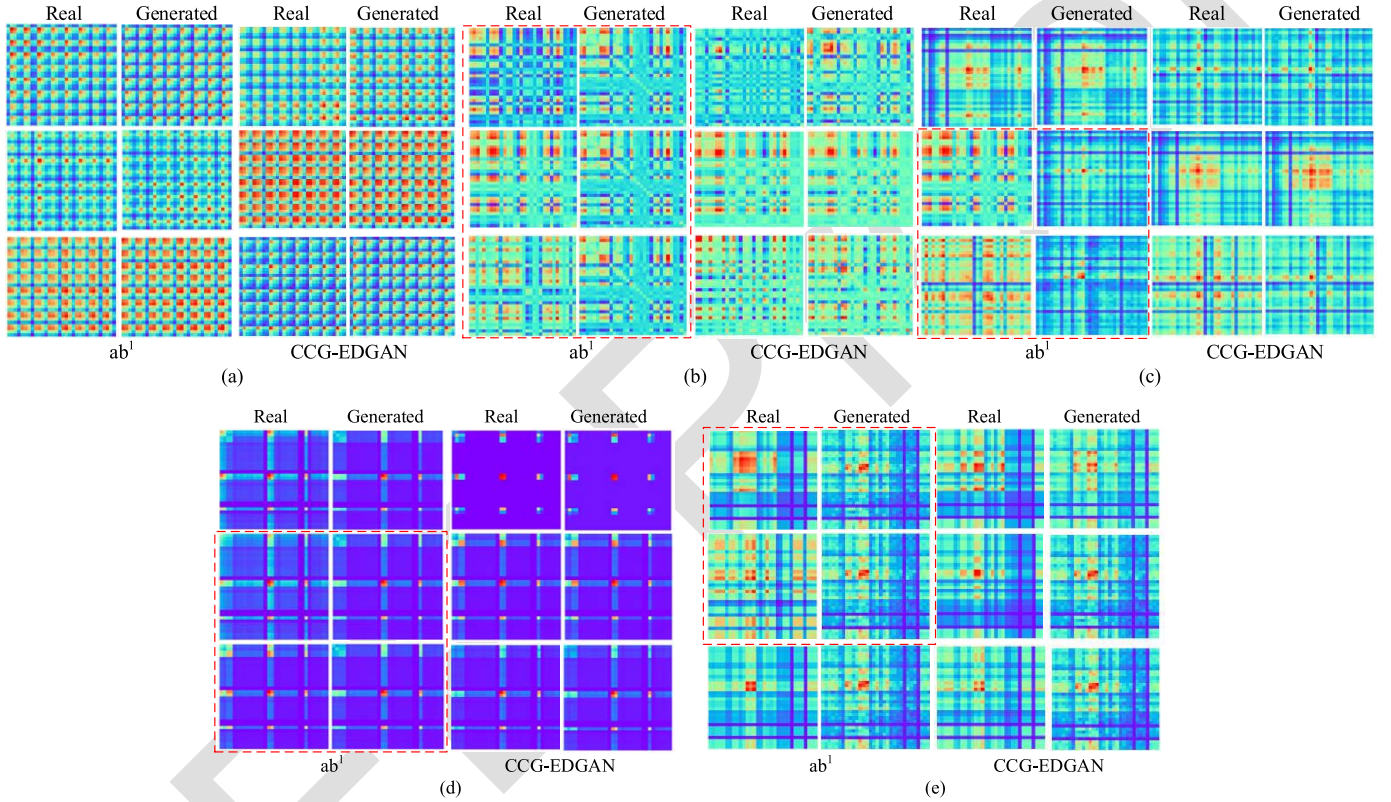 Real Generated Real Generated Real Generated Real Generated Real Generated Real Generated
ab¹ CCG-EDGAN ab¹ CCG-EDGAN ab¹ CCG-EDGAN
(a) (b) (c)
Real Generated Real Generated Real Generated Real Generated
ab¹ CCG-EDGAN ab¹ CCG-EDGAN
(d) (e)